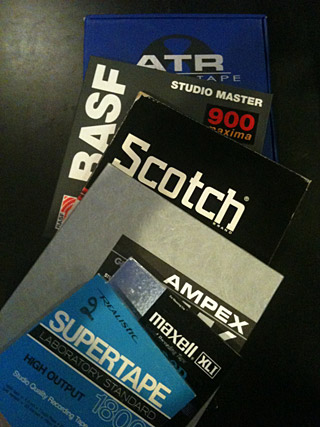 ATR
TAPE
BASF
STUDIO MASTER
900
maxima
Scotch®
AMPEX
maxell XLI
2
REALISTIC
SUPERTAPE
LABORATORY STANDARD
HIGH OUTPUT
1800
Studio Quality Recording Tape